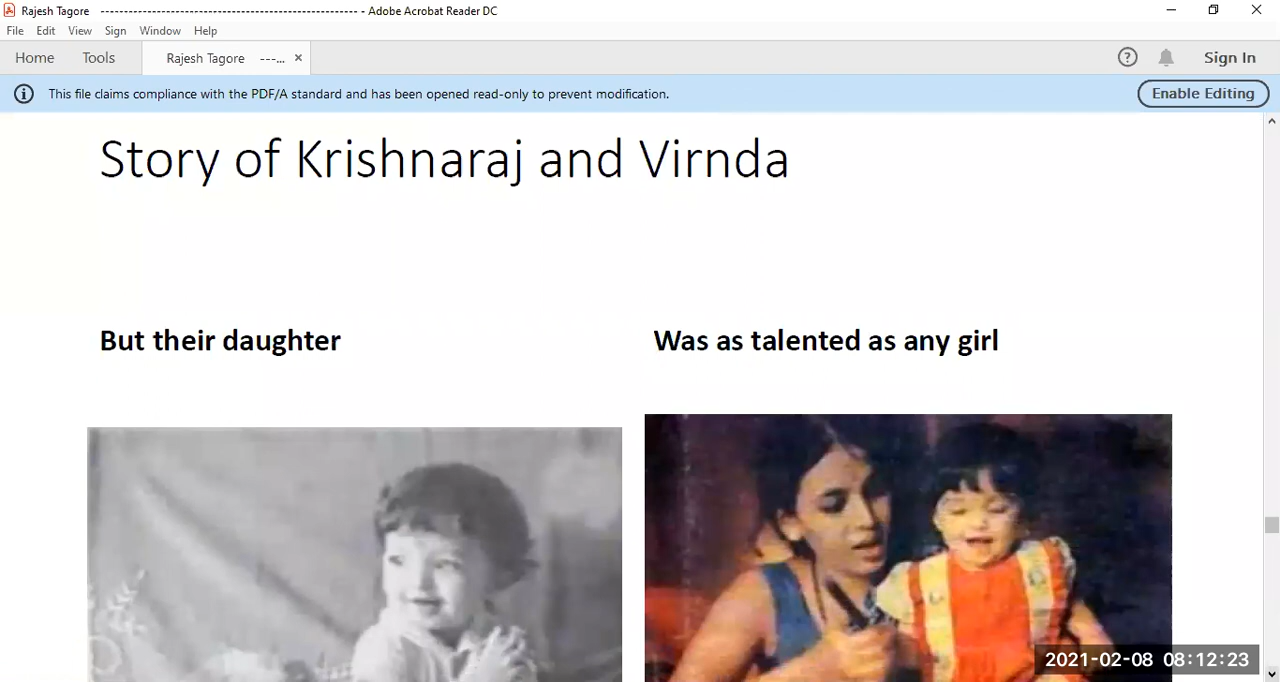 Rajesh Tagore ------------------------------------------------------- - Adobe Acrobat Reader DC
File Edit View Sign Window Help
Home Tools Rajesh Tagore ---... × ? Sign In
This file claims compliance with the PDF/A standard and has been opened read-only to prevent modification. Enable Editing
Story of Krishnaraj and Virnda
But their daughter
Was as talented as any girl
2021-02-08 08:12:23